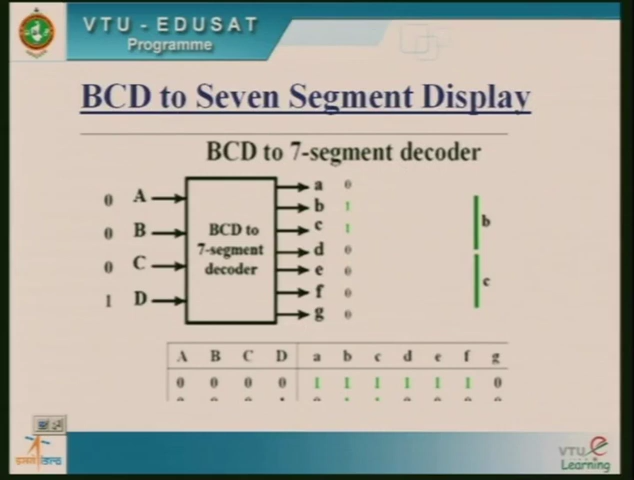 VTU - EDUSAT
Programme
BCD to Seven Segment Display
BCD to 7-segment decoder
0 A a 0
b 1
0 B c 1 b
BCD to
7-segment
decoder
d 0
0 C e 0
f 0 c
1 D
g 0
A B C D a b c d e f g
0 0 0 0 1 1 1 1 1 1 0
VTU e
Learning